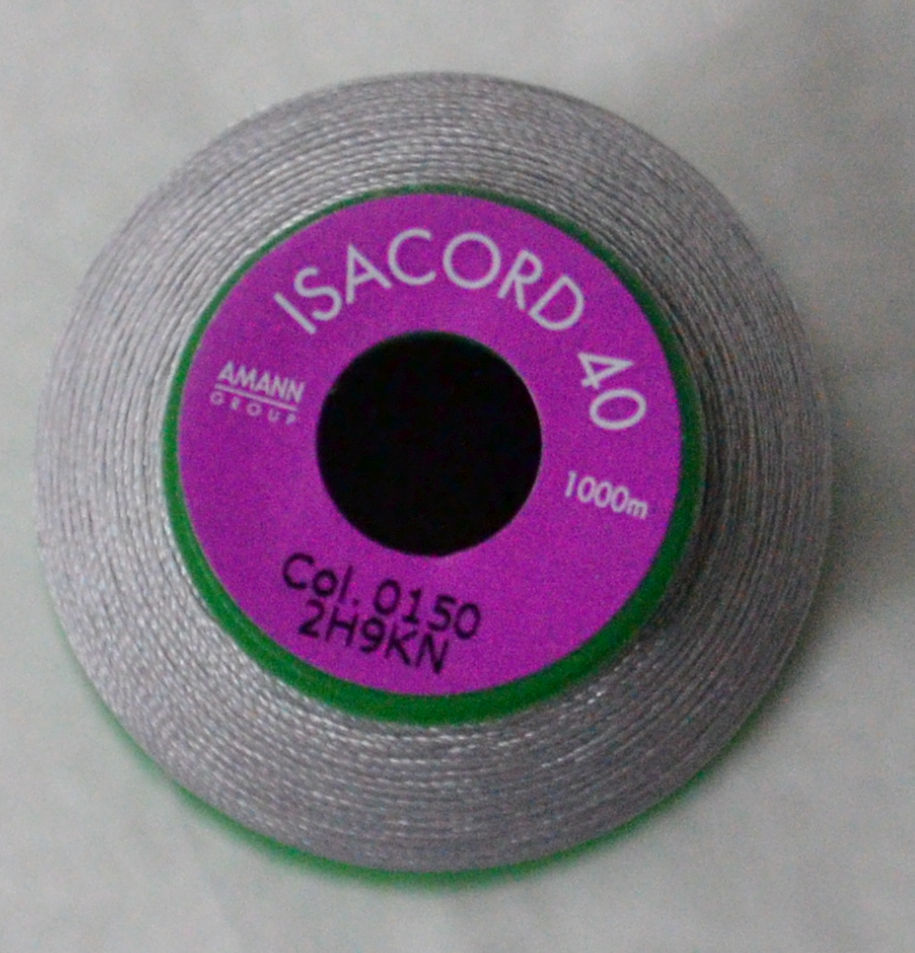 ISACORD 40
AMANN
GROUP
1000m
Col. 0150
2H9KN